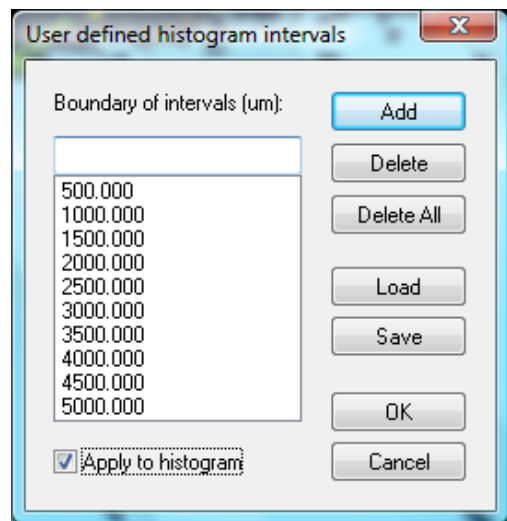 User defined histogram intervals
Boundary of intervals (um):
Add
Delete
500.000
1000.000
1500.000
2000.000
2500.000
3000.000
3500.000
4000.000
4500.000
5000.000
Delete All
Load
Save
OK
Apply to histogram
Cancel